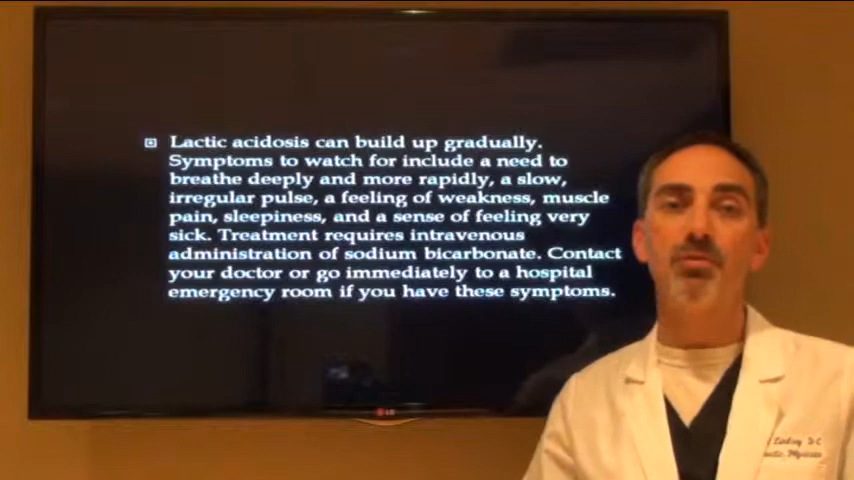 Lactic acidosis can build up gradually.
Symptoms to watch for include a need to
breathe deeply and more rapidly, a slow,
irregular pulse, a feeling of weakness, muscle
pain, sleepiness, and a sense of feeling very
sick. Treatment requires intravenous
administration of sodium bicarbonate. Contact
your doctor or go immediately to a hospital
emergency room if you have these symptoms.
LG